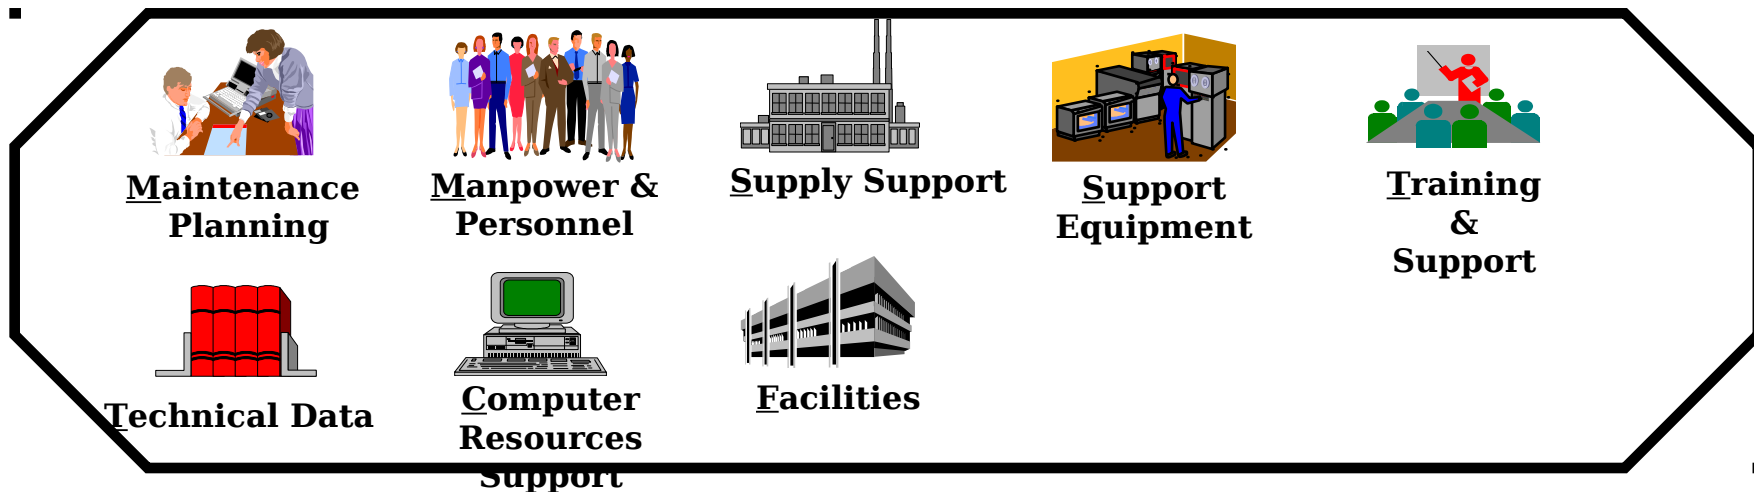 Maintenance
Planning
Manpower &
Personnel
Supply Support
Support
Equipment
Training
&
Support
Technical Data
Computer
Resources
Support
Facilities